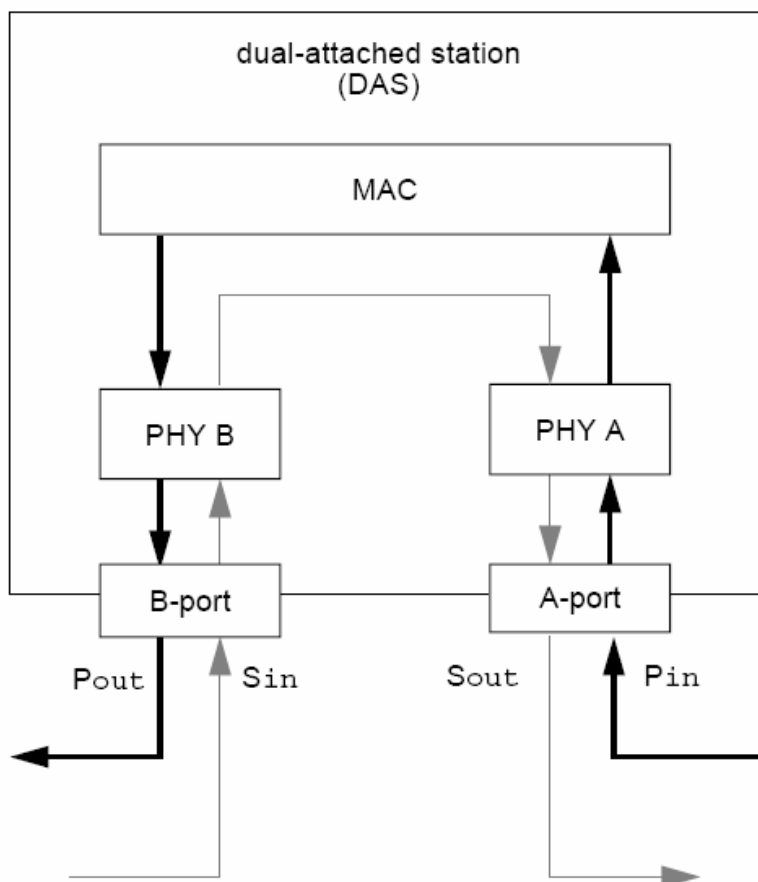 dual-attached station
(DAS)
MAC
PHY B
PHY A
B-port
A-port
Pout
Sin
Sout
Pin